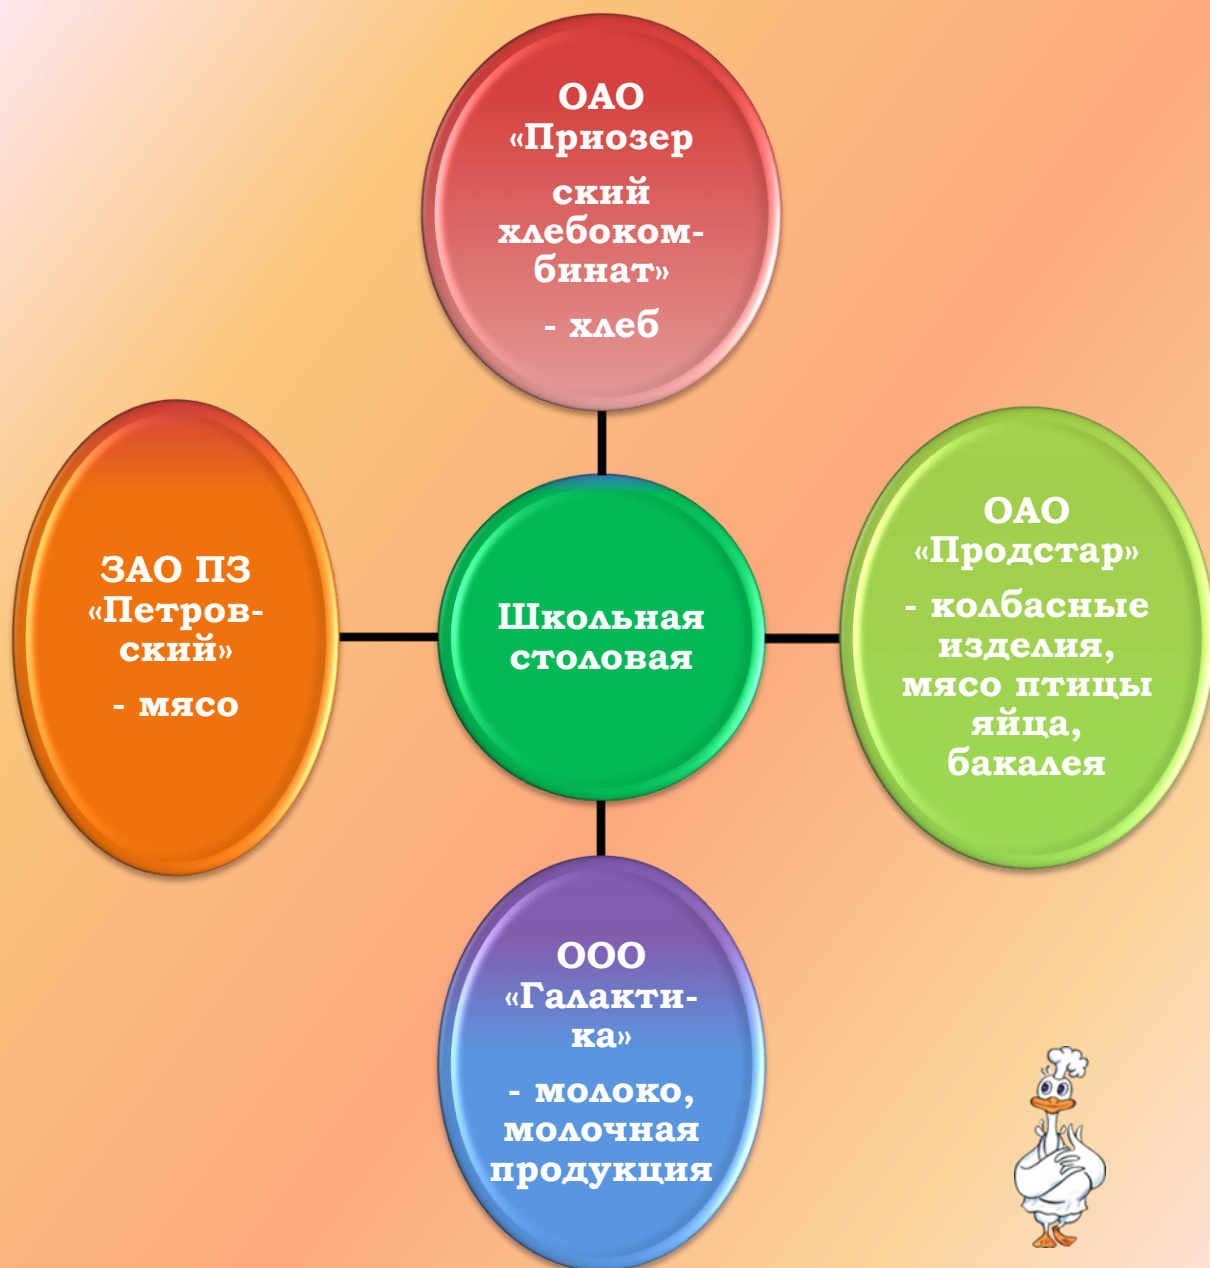 ОАО
«Приозер
ский
хлебоком-
бинат»
- хлеб
ЗАО ПЗ
«Петров-
ский»
- мясо
Школьная
столовая
ОАО
«Продстар»
- колбасные
изделия,
мясо птицы
яйца,
бакалея
ООО
«Галакти-
ка»
- молоко,
молочная
продукция